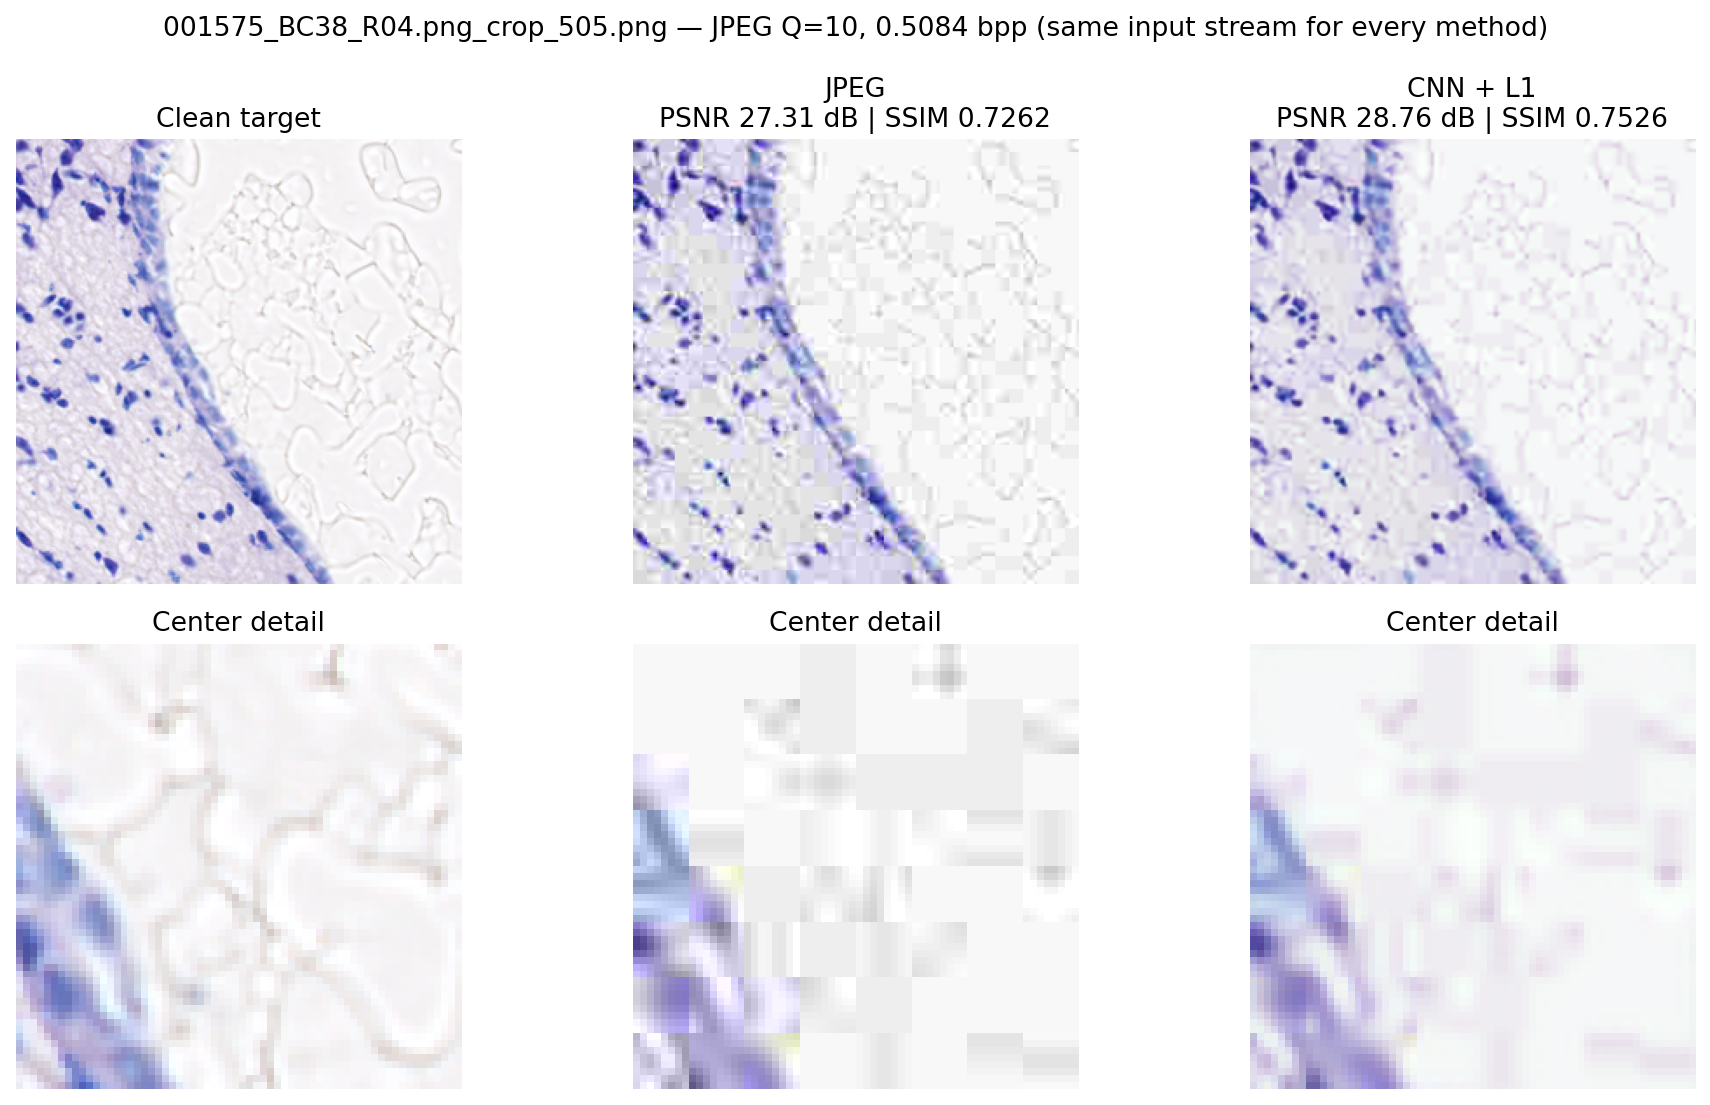 001575_BC38_R04.png_crop_505.png — JPEG Q=10, 0.5084 bpp (same input stream for every method)
Clean target
JPEG
PSNR 27.31 dB | SSIM 0.7262
CNN + L1
PSNR 28.76 dB | SSIM 0.7526
Center detail
Center detail
Center detail